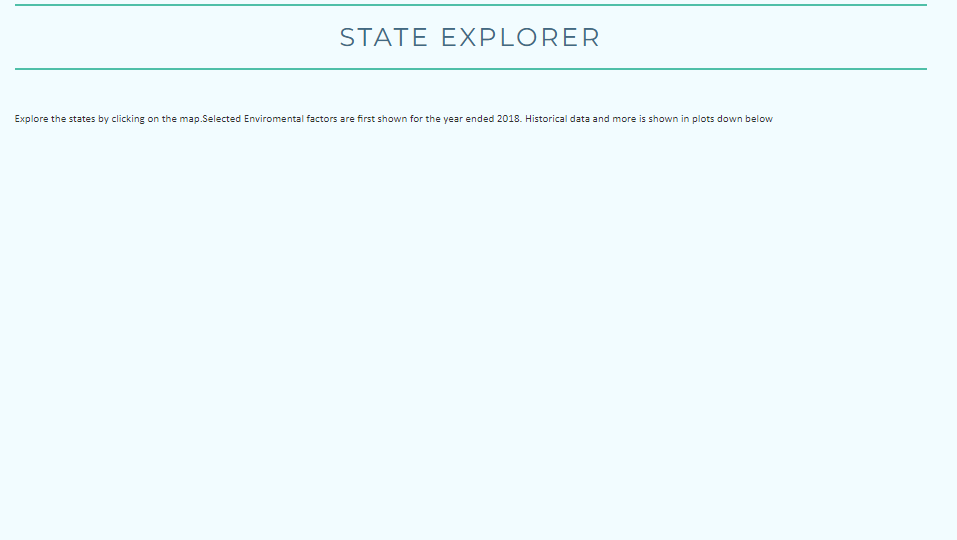 STATE EXPLORER
Explore the states by clicking on the map.Selected Enviromental factors are first shown for the year ended 2018. Historical data and more is shown in plots down below